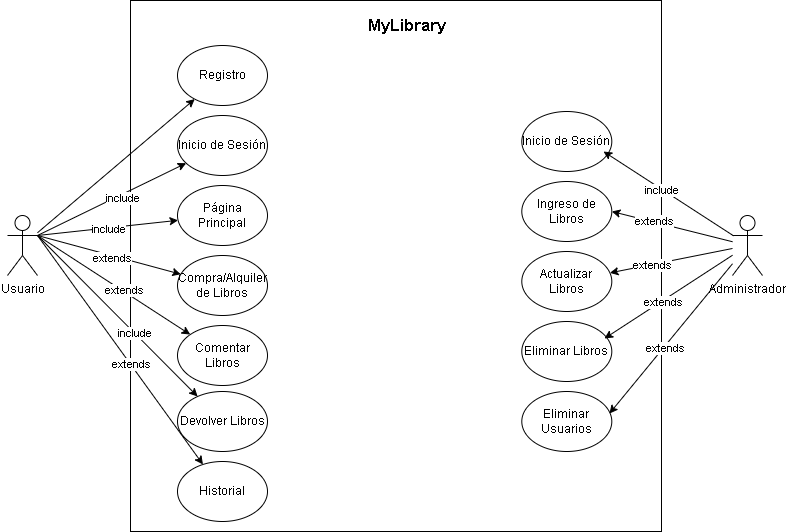 MyLibrary
Registro
Inicio de Sesión
include
Página
Principal
include
Compra/Alquiler
de Libros
extends
Comentar
Libros
extends
Devolver Libros
include
Historial
extends
Usuario
Inicio de Sesión
include
Ingreso de
Libros
extends
Actualizar
Libros
extends
Eliminar Libros
extends
Eliminar
Usuarios
extends
Administrador